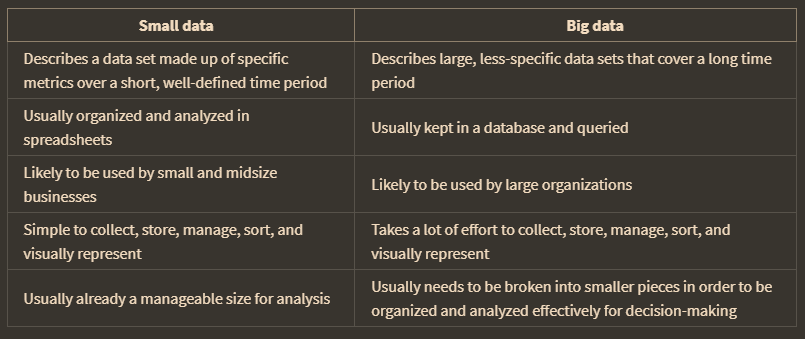 Small data
Big data
Describes a data set made up of specific
metrics over a short, well-defined time period
Describes large, less-specific data sets that cover a long time
period
Usually organized and analyzed in
spreadsheets
Usually kept in a database and queried
Likely to be used by small and midsize
businesses
Likely to be used by large organizations
Simple to collect, store, manage, sort, and
visually represent
Takes a lot of effort to collect, store, manage, sort, and
visually represent
Usually already a manageable size for analysis
Usually needs to be broken into smaller pieces in order to be
organized and analyzed effectively for decision-making